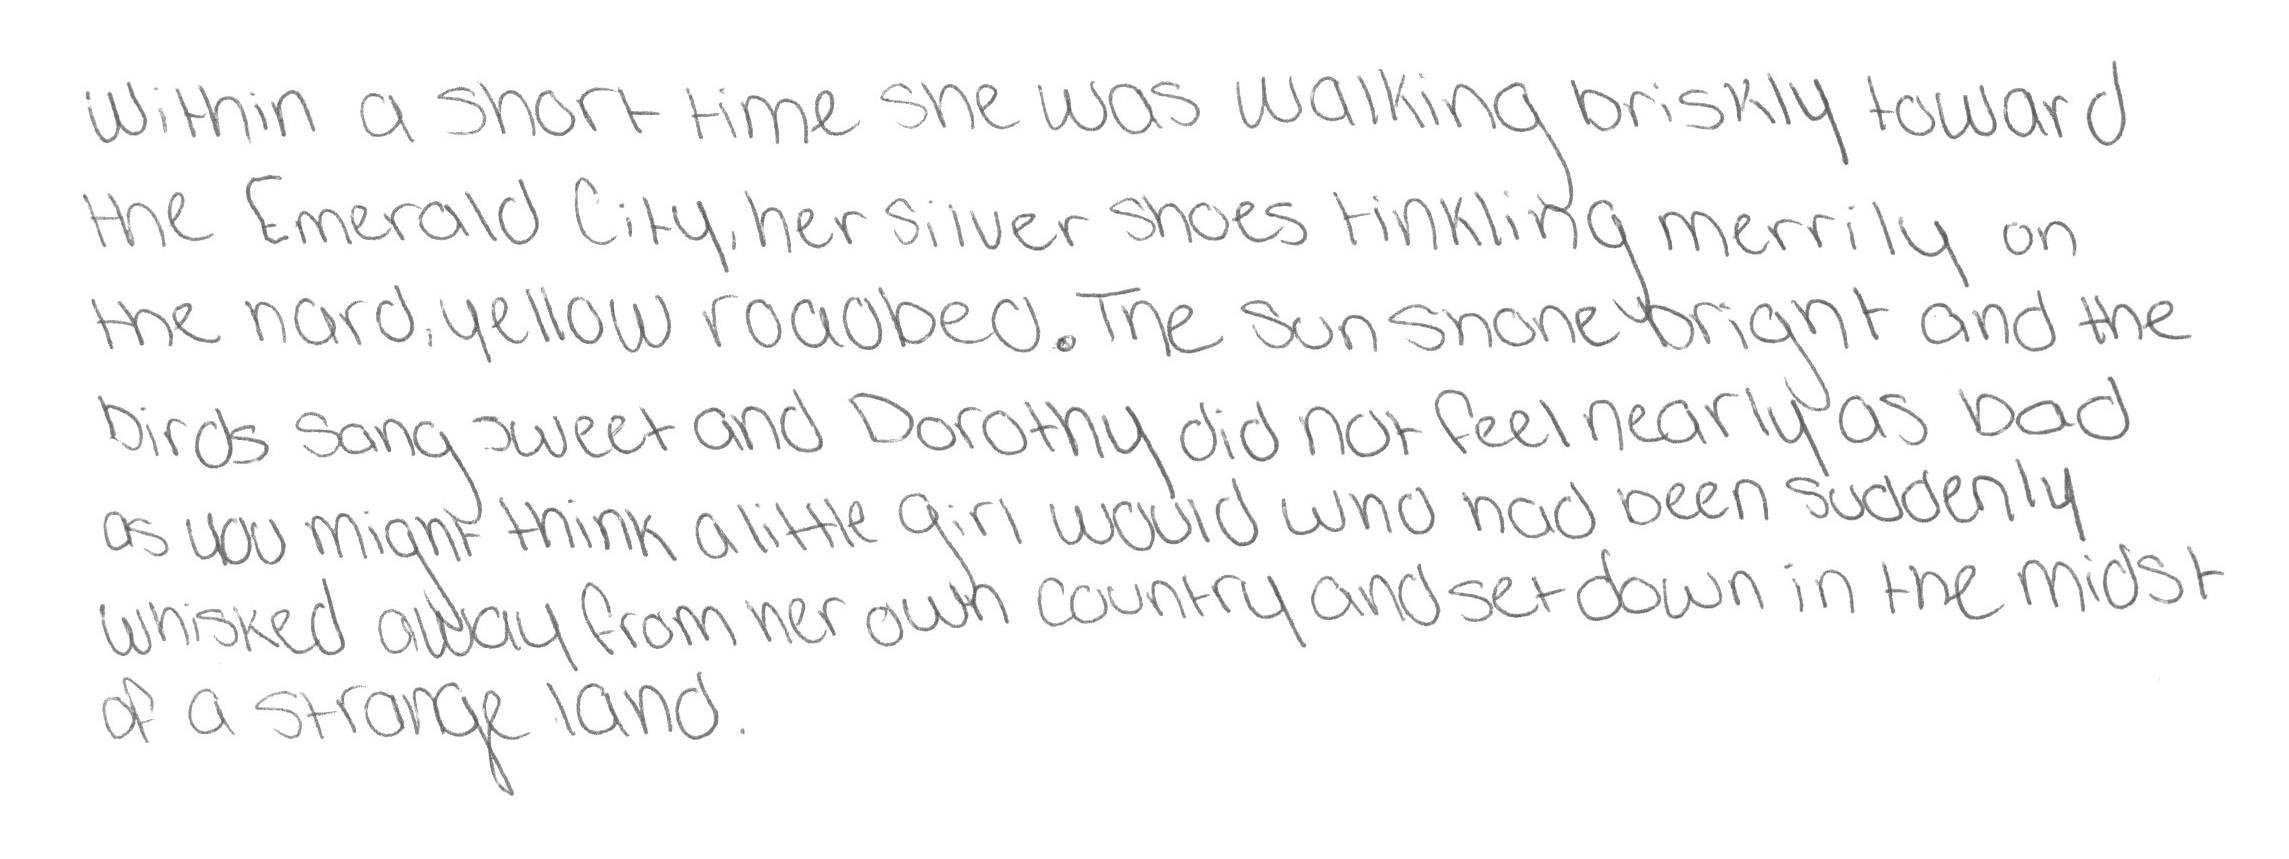 Within a short time she was walking briskly toward
the Emerald City, her silver shoes tinkling merrily on
the hard, yellow roadbed. The sun shone bright and the
birds sang sweet and Dorothy did not feel nearly as bad
as you might think a little girl would who had been suddenly
whisked away from her own country and set down in the midst
of a strange land.